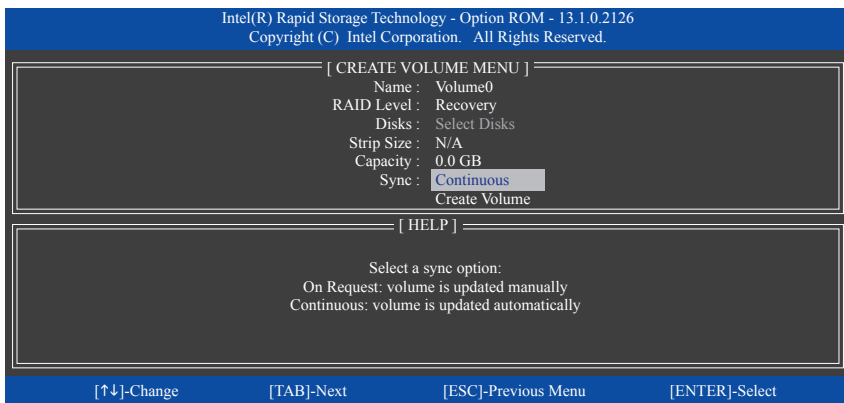 Intel(R) Rapid Storage Technology - Option ROM - 13.1.0.2126
Copyright (C) Intel Corporation. All Rights Reserved.
[ CREATE VOLUME MENU ]
Name : Volume0
RAID Level : Recovery
Disks : Select Disks
Strip Size : N/A
Capacity : 0.0 GB
Sync : Continuous
Create Volume
[ HELP ]
Select a sync option:
On Request: volume is updated manually
Continuous: volume is updated automatically
[↑↓]-Change [TAB]-Next [ESC]-Previous Menu [ENTER]-Select